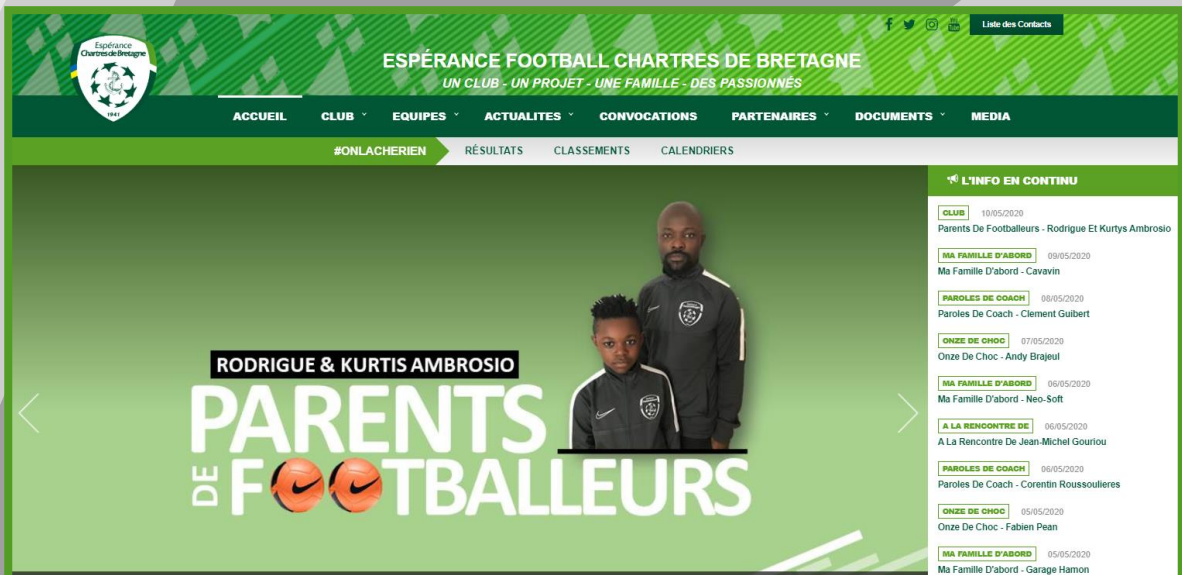 Liste des Contacts
Espérance
Chartres de Bretagne
1941
ESPÉRANCE FOOTBALL CHARTRES DE BRETAGNE
UN CLUB - UN PROJET - UNE FAMILLE - DES PASSIONNÉS
ACCUEIL CLUB EQUIPES ACTUALITES CONVOCATIONS PARTENAIRES DOCUMENTS MEDIA
#ONLACHERIEN RÉSULTATS CLASSEMENTS CALENDRIERS
RODRIGUE & KURTIS AMBROSIO
PARENTS
DE FOOTBALLEURS
L'INFO EN CONTINU
CLUB 10/05/2020
Parents De Footballeurs - Rodrigue Et Kurtys Ambrosio
MA FAMILLE D'ABORD 09/05/2020
Ma Famille D'abord - Cavavin
PAROLES DE COACH 08/05/2020
Paroles De Coach - Clement Guibert
ONZE DE CHOC 07/05/2020
Onze De Choc - Andy Brajeul
MA FAMILLE D'ABORD 06/05/2020
Ma Famille D'abord - Neo-Soft
A LA RENCONTRE DE 06/05/2020
A La Rencontre De Jean-Michel Gouriou
PAROLES DE COACH 06/05/2020
Paroles De Coach - Corentin Roussoulieres
ONZE DE CHOC 05/05/2020
Onze De Choc - Fabien Pean
MA FAMILLE D'ABORD 05/05/2020
Ma Famille D'abord - Garage Hamon